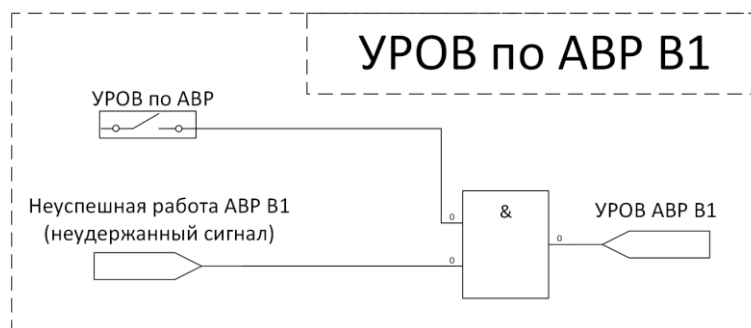 УРОВ по АВР В1
УРОВ по АВР
Неуспешная работа АВР В1
(неудержанный сигнал)
0
0
&
0
УРОВ АВР В1